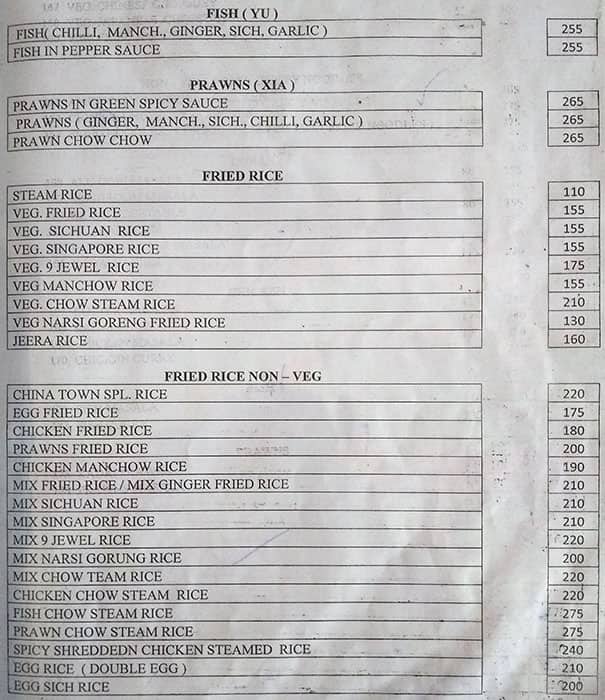 FISH ( YU )
FISH( CHILLI, MANCH., GINGER, SICH, GARLIC ) 255
FISH IN PEPPER SAUCE 255
PRAWNS ( XIA )
PRAWNS IN GREEN SPICY SAUCE 265
PRAWNS ( GINGER, MANCH., SICH., CHILLI, GARLIC ) 265
PRAWN CHOW CHOW 265
FRIED RICE
STEAM RICE 110
VEG. FRIED RICE 155
VEG. SICHUAN RICE 155
VEG. SINGAPORE RICE 155
VEG. 9 JEWEL RICE 175
VEG MANCHOW RICE 155
VEG. CHOW STEAM RICE 210
VEG NARSI GORENG FRIED RICE 130
JEERA RICE 160
FRIED RICE NON – VEG
CHINA TOWN SPL. RICE 220
EGG FRIED RICE 175
CHICKEN FRIED RICE 180
PRAWNS FRIED RICE 200
CHICKEN MANCHOW RICE 190
MIX FRIED RICE / MIX GINGER FRIED RICE 210
MIX SICHUAN RICE 210
MIX SINGAPORE RICE 210
MIX 9 JEWEL RICE 220
MIX NARSI GORUNG RICE 200
MIX CHOW TEAM RICE 220
CHICKEN CHOW STEAM RICE 220
FISH CHOW STEAM RICE 275
PRAWN CHOW STEAM RICE 275
SPICY SHREDDEDN CHICKEN STEAMED RICE 240
EGG RICE ( DOUBLE EGG ) 210
EGG SICH RICE 200